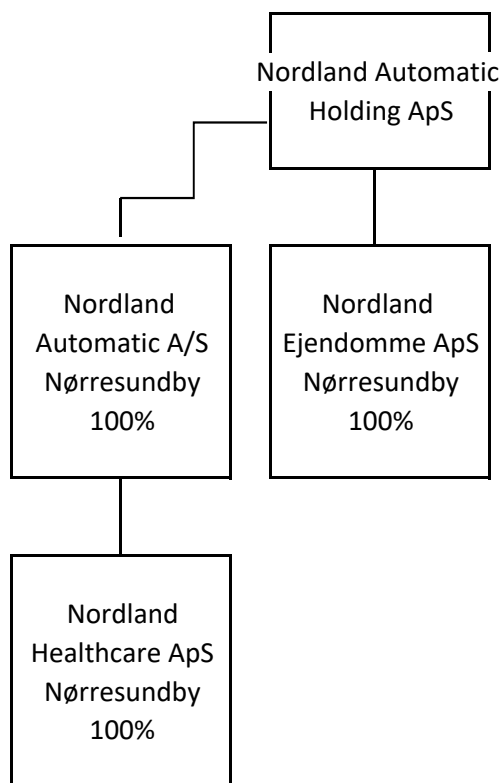 Nordland Automatic
Holding ApS
Nordland
Automatic A/S
Nørresundby
100%
Nordland
Ejendomme ApS
Nørresundby
100%
Nordland
Healthcare ApS
Nørresundby
100%